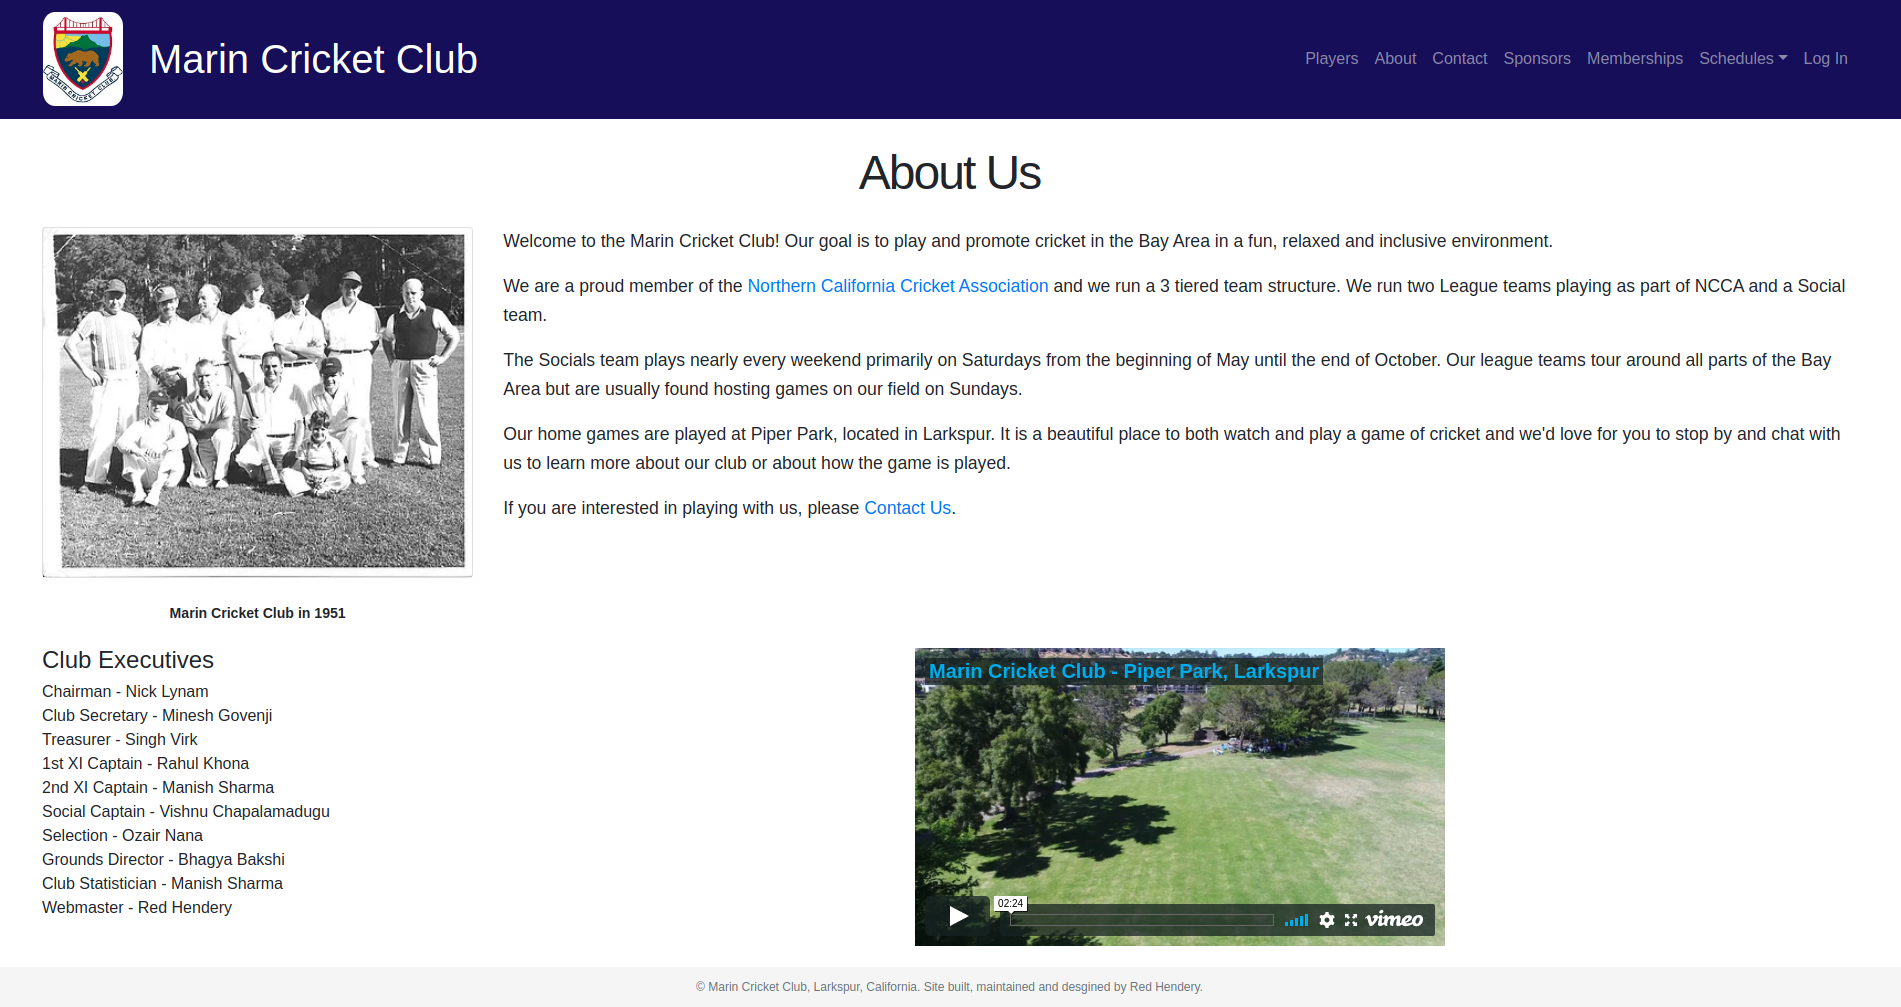 MARIN CRICKET CLUB
Marin Cricket Club
Players About Contact Sponsors Memberships Schedules Log In
About Us
Welcome to the Marin Cricket Club! Our goal is to play and promote cricket in the Bay Area in a fun, relaxed and inclusive environment.
We are a proud member of the Northern California Cricket Association and we run a 3 tiered team structure. We run two League teams playing as part of NCCA and a Social
team.
The Socials team plays nearly every weekend primarily on Saturdays from the beginning of May until the end of October. Our league teams tour around all parts of the Bay
Area but are usually found hosting games on our field on Sundays.
Our home games are played at Piper Park, located in Larkspur. It is a beautiful place to both watch and play a game of cricket and we'd love for you to stop by and chat with
us to learn more about our club or about how the game is played.
If you are interested in playing with us, please Contact Us.
Marin Cricket Club in 1951
Club Executives
Chairman - Nick Lynam
Club Secretary - Minesh Govenji
Treasurer - Singh Virk
1st XI Captain - Rahul Khona
2nd XI Captain - Manish Sharma
Social Captain - Vishnu Chapalamadugu
Selection - Ozair Nana
Grounds Director - Bhagya Bakshi
Club Statistician - Manish Sharma
Webmaster - Red Hendery
Marin Cricket Club - Piper Park, Larkspur
02:24
vimeo
© Marin Cricket Club, Larkspur, California. Site built, maintained and desgined by Red Hendery.